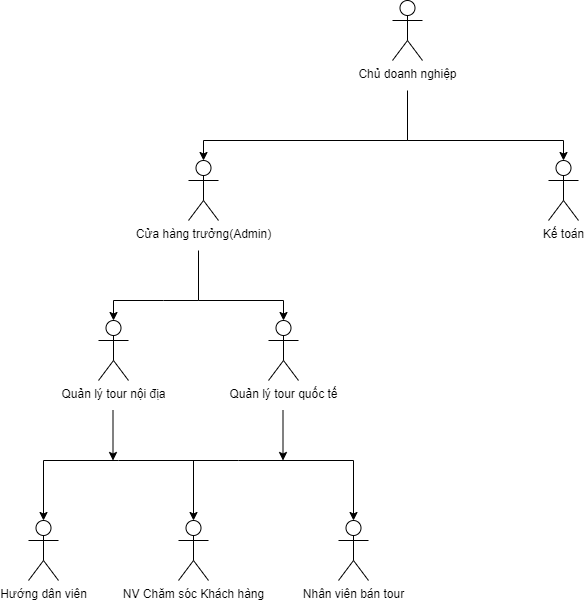 Chủ doanh nghiệp
Cửa hàng trưởng(Admin)
Kế toán
Quản lý tour nội địa
Quản lý tour quốc tế
Hướng dẫn viên
NV Chăm sóc Khách hàng
Nhân viên bán tour